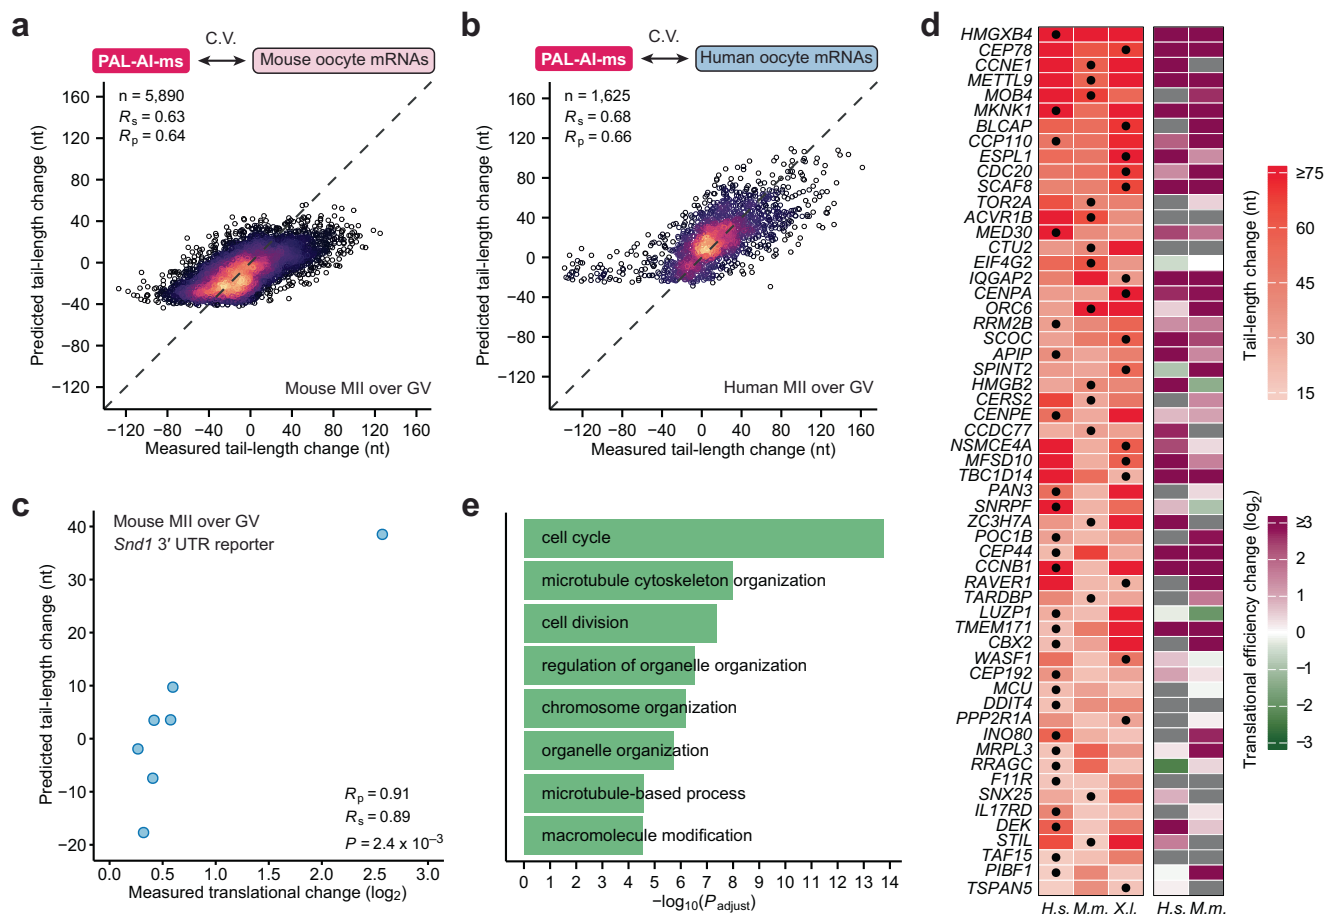 a
C.V.
PAL-AI-ms
Mouse oocyte mRNAs
n = 5,890
Rs = 0.63
Rp = 0.64
160
120
80
40
0
−40
−80
−120
Predicted tail-length change (nt)
Mouse MII over GV
−120 −80 −40 0 40 80 120 160
Measured tail-length change (nt)
b
C.V.
PAL-AI-ms
Human oocyte mRNAs
n = 1,625
Rs = 0.68
Rp = 0.66
160
120
80
40
0
−40
−80
−120
Predicted tail-length change (nt)
Human MII over GV
−120 −80 −40 0 40 80 120 160
Measured tail-length change (nt)
c
Mouse MII over GV
Snd1 3′ UTR reporter
40
30
20
10
0
−10
−20
Predicted tail-length change (nt)
Rp = 0.91
Rs = 0.89
P = 2.4 x 10⁻³
0.0 0.5 1.0 1.5 2.0 2.5 3.0
Measured translational change (log₂)
e
cell cycle
microtubule cytoskeleton organization
cell division
regulation of organelle organization
chromosome organization
organelle organization
microtubule-based process
macromolecule modification
0 1 2 3 4 5 6 7 8 9 10 11 12 13 14
−log₁₀(Padjust)
d
HMGXB4
CEP78
CCNE1
METTL9
MOB4
MKNK1
BLCAP
CCP110
ESPL1
CDC20
SCAF8
TOR2A
ACVR1B
MED30
CTU2
EIF4G2
IQGAP2
CENPA
ORC6
RRM2B
SCOC
APIP
SPINT2
HMGB2
CERS2
CENPE
CCDC77
NSMCE4A
MFSD10
TBC1D14
PAN3
SNRPF
ZC3H7A
POC1B
CEP44
CCNB1
RAVER1
TARDBP
LUZP1
TMEM171
CBX2
WASF1
CEP192
MCU
DDIT4
PPP2R1A
INO80
MRPL3
RRAGC
F11R
SNX25
IL17RD
DEK
STIL
TAF15
PIBF1
TSPAN5
H.s. M.m. X.l. H.s. M.m.
Tail-length change (nt)
≥75
60
45
30
15
Translational efficiency change (log₂)
≥3
2
1
0
−1
−2
−3